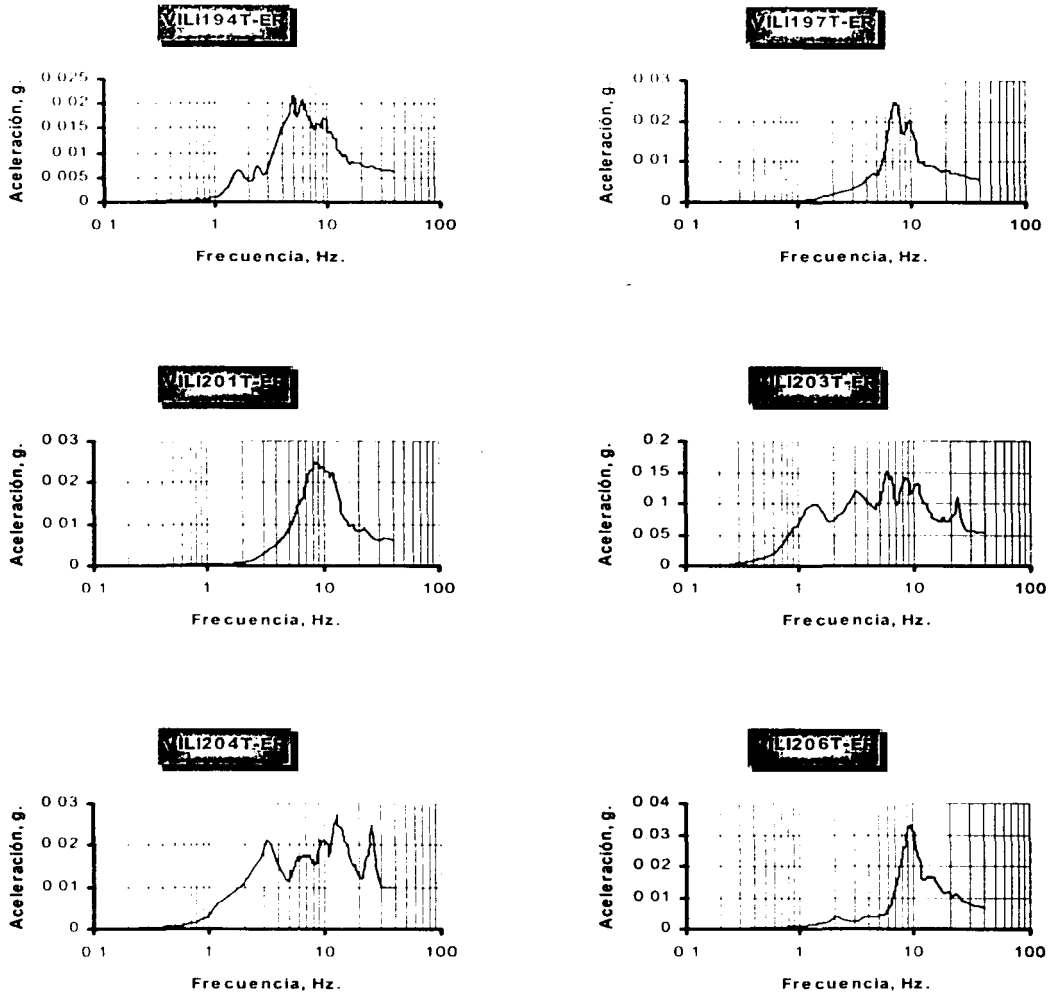 VILI194T-ER
Aceleración, g.
0.025
0.02
0.015
0.01
0.005
0
0.1
1
10
100
Frecuencia, Hz.
VILI197T-ER
Aceleración, g.
0.03
0.02
0.01
0
0.1
1
10
100
Frecuencia, Hz.
VILI201T-ER
Aceleración, g.
0.03
0.02
0.01
0
0.1
1
10
100
Frecuencia, Hz.
VILI203T-ER
Aceleración, g.
0.2
0.15
0.1
0.05
0
0.1
1
10
100
Frecuencia, Hz.
VILI204T-ER
Aceleración, g.
0.03
0.02
0.01
0
0.1
1
10
100
Frecuencia, Hz.
VILI206T-ER
Aceleración, g.
0.04
0.03
0.02
0.01
0
0.1
1
10
100
Frecuencia, Hz.